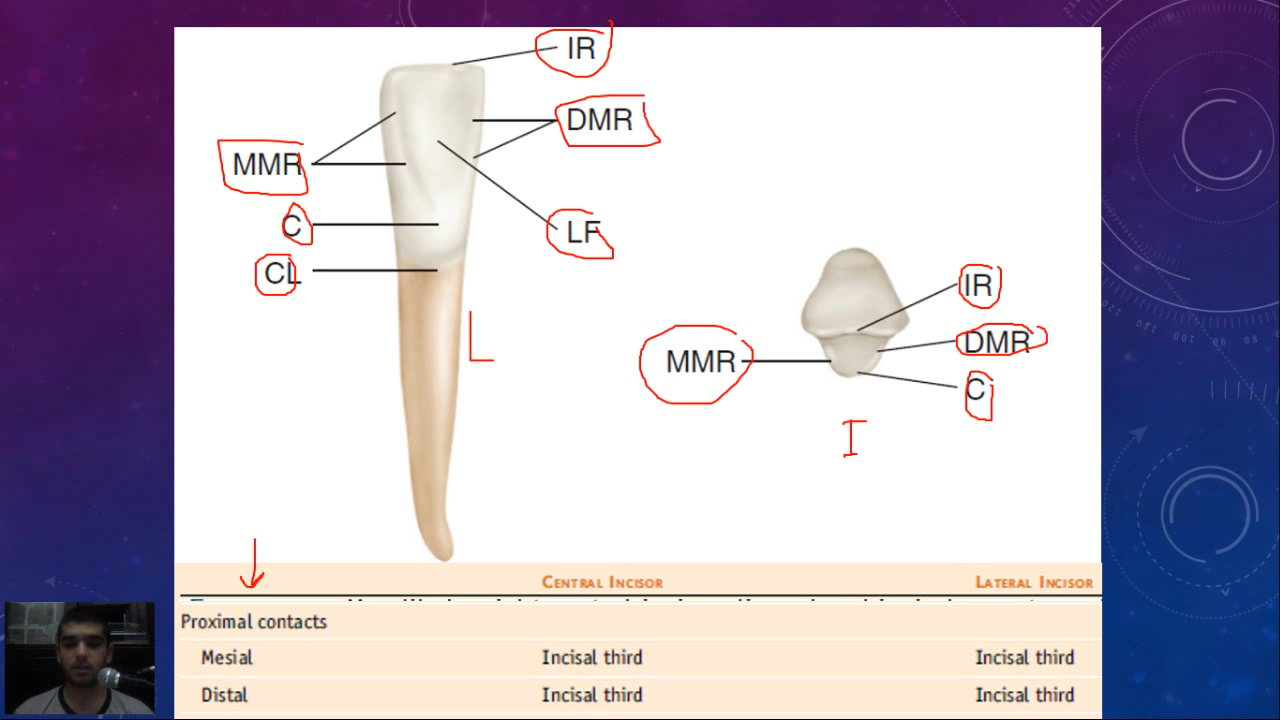 IR
DMR
MMR
C
LF
CL
L
IR
DMR
MMR
C
I
CENTRAL INCISOR LATERAL INCISOR
Proximal contacts
Mesial Incisal third Incisal third
Distal Incisal third Incisal third